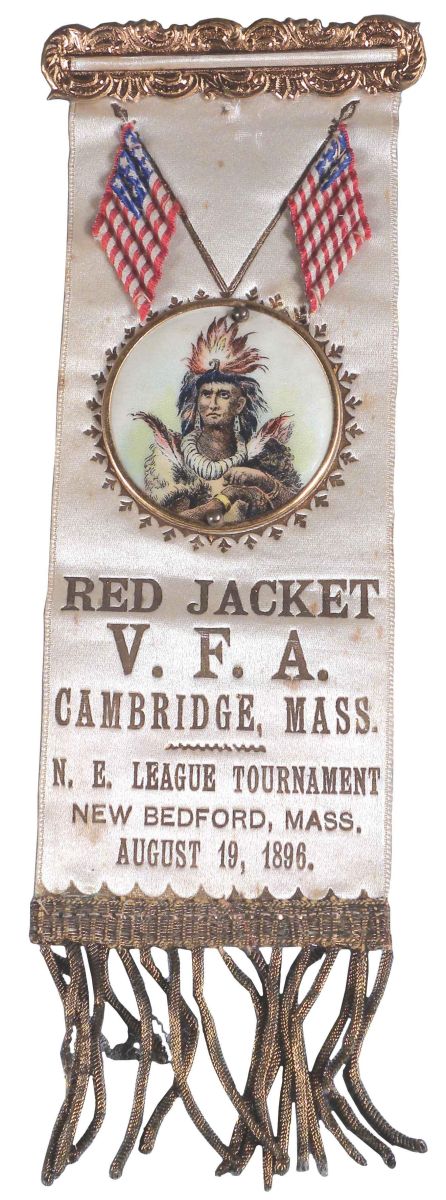 RED JACKET
V. F. A.
CAMBRIDGE, MASS.
N. E. LEAGUE TOURNAMENT
NEW BEDFORD, MASS.
AUGUST 19, 1896.